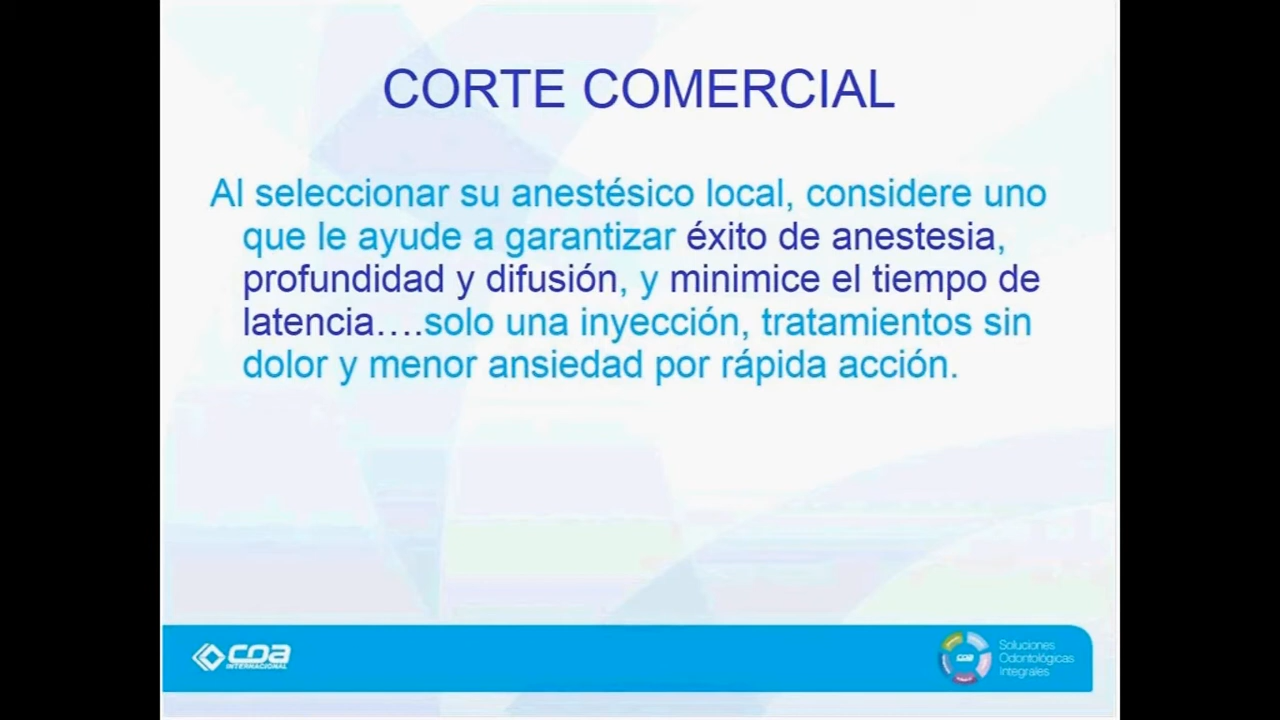 CORTE COMERCIAL
Al seleccionar su anestésico local, considere uno
que le ayude a garantizar éxito de anestesia,
profundidad y difusión, y minimice el tiempo de
latencia….solo una inyección, tratamientos sin
dolor y menor ansiedad por rápida acción.
COA
INTERNACIONAL
COA
Soluciones
Odontológicas
Integrales